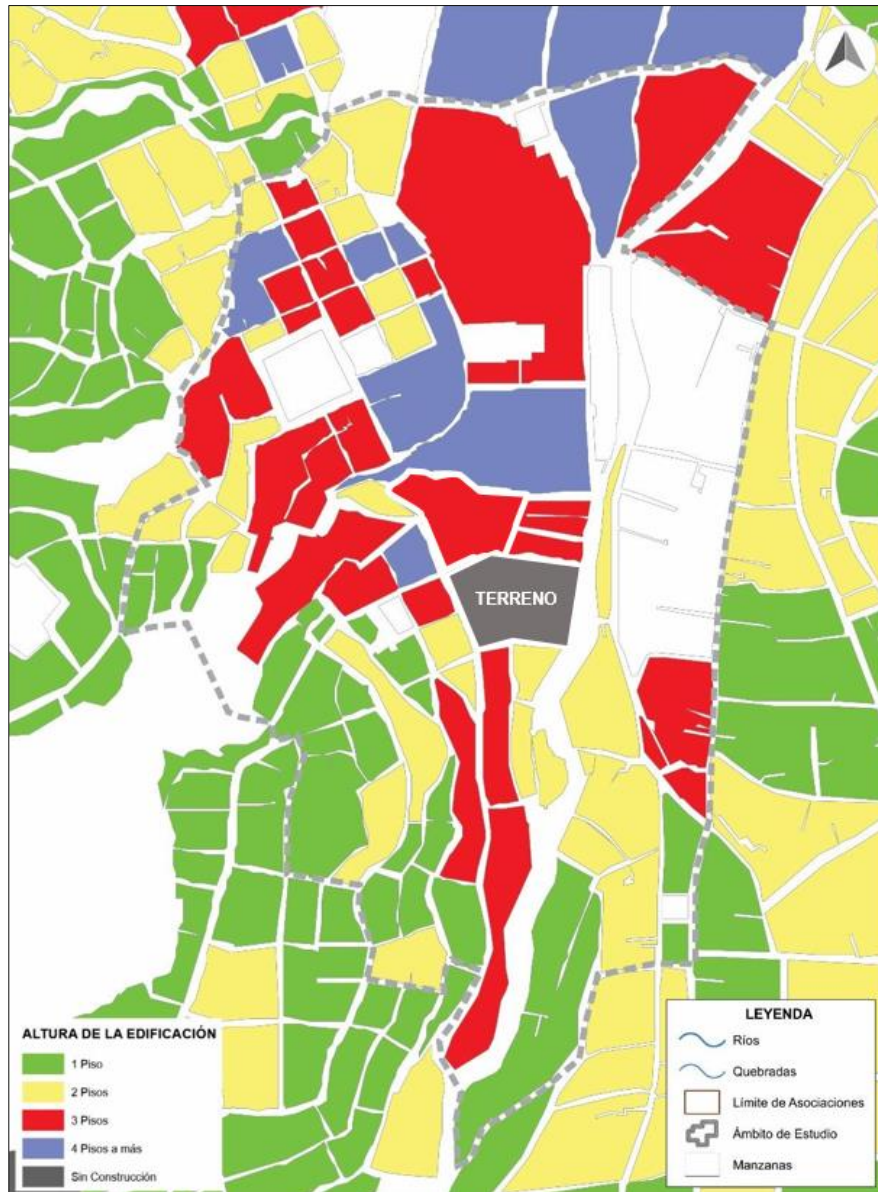 TERRENO
ALTURA DE LA EDIFICACIÓN
1 Piso
2 Pisos
3 Pisos
4 Pisos a más
Sin Construcción
LEYENDA
Ríos
Quebradas
Límite de Asociaciones
Ámbito de Estudio
Manzanas